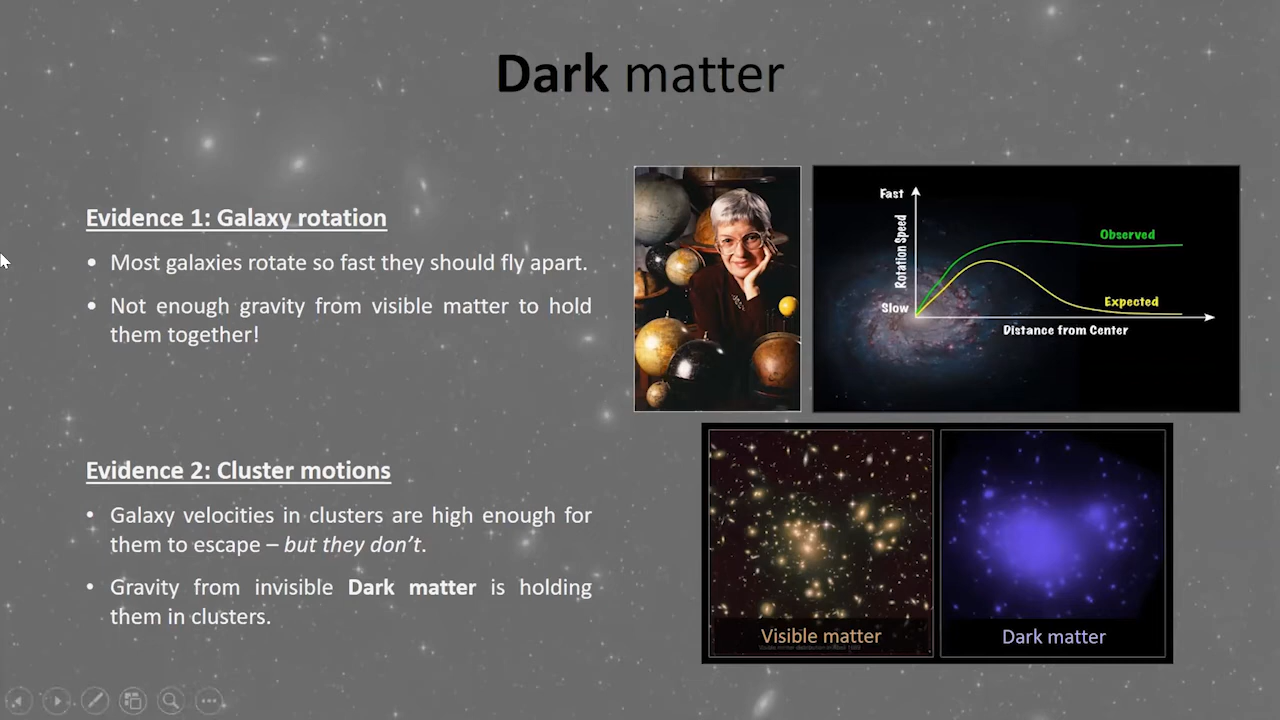 Dark matter
Evidence 1: Galaxy rotation
• Most galaxies rotate so fast they should fly apart.
• Not enough gravity from visible matter to hold
them together!
Fast
Rotation Speed
Slow
Observed
Expected
Distance from Center
Evidence 2: Cluster motions
• Galaxy velocities in clusters are high enough for
them to escape – but they don't.
• Gravity from invisible Dark matter is holding
them in clusters.
Visible matter
Dark matter